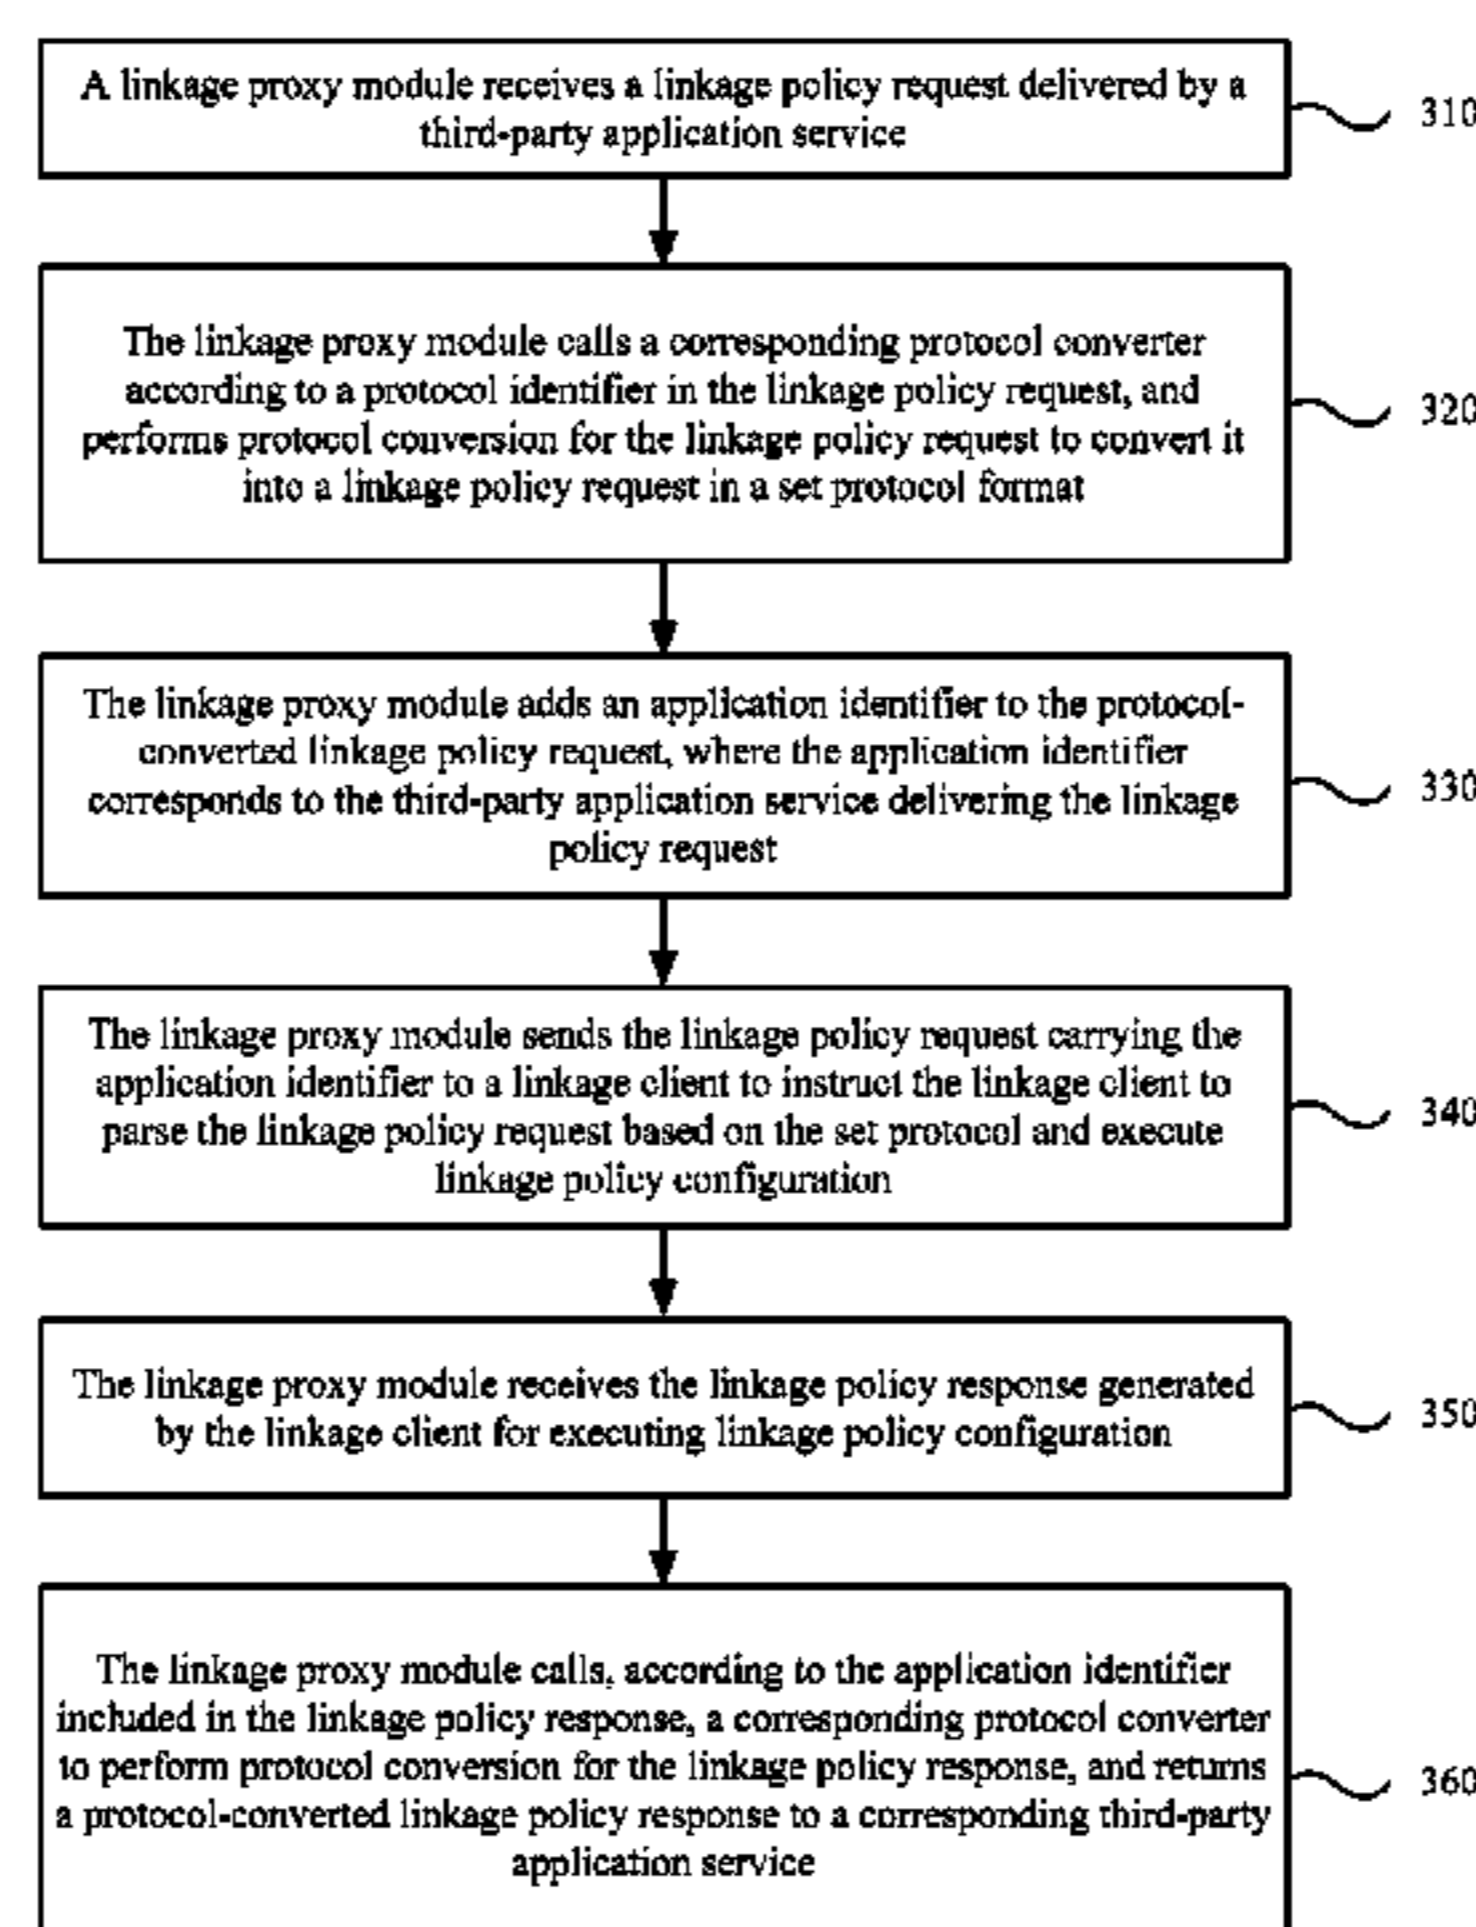 A linkage proxy module receives a linkage policy request delivered by a
third-party application service
310
The linkage proxy module calls a corresponding protocol converter
according to a protocol identifier in the linkage policy request, and
performs protocol conversion for the linkage policy request to convert it
into a linkage policy request in a set protocol format
320
The linkage proxy module adds an application identifier to the protocol-
converted linkage policy request, where the application identifier
corresponds to the third-party application service delivering the linkage
policy request
330
The linkage proxy module sends the linkage policy request carrying the
application identifier to a linkage client to instruct the linkage client to
parse the linkage policy request based on the set protocol and execute
linkage policy configuration
340
The linkage proxy module receives the linkage policy response generated
by the linkage client for executing linkage policy configuration
350
The linkage proxy module calls, according to the application identifier
included in the linkage policy response, a corresponding protocol converter
to perform protocol conversion for the linkage policy response, and returns
a protocol-converted linkage policy response to a corresponding third-party
application service
360